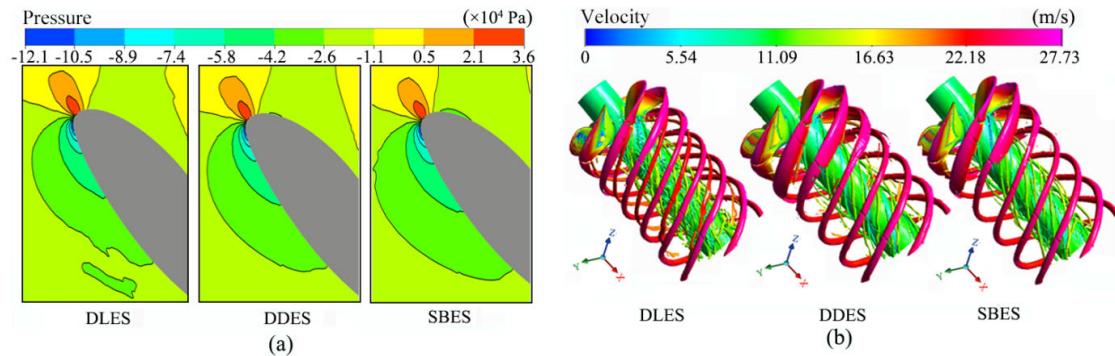 Pressure (×10⁴ Pa)
-12.1 -10.5 -8.9 -7.4 -5.8 -4.2 -2.6 -1.1 0.5 2.1 3.6
DLES DDES SBES
(a)
Velocity (m/s)
0 5.54 11.09 16.63 22.18 27.73
Z Y X Z Y X Z Y X
DLES DDES SBES
(b)